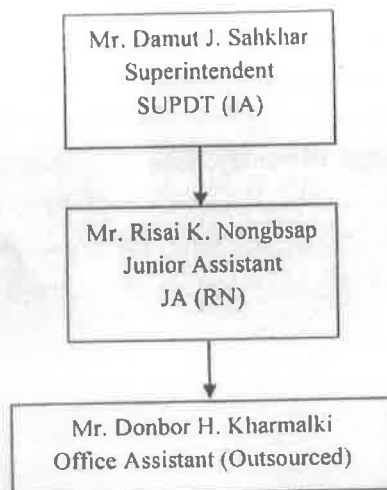 Mr. Damut J. Sahkhar
Superintendent
SUPDT (IA)
Mr. Risai K. Nongbsap
Junior Assistant
JA (RN)
Mr. Donbor H. Kharmalki
Office Assistant (Outsourced)